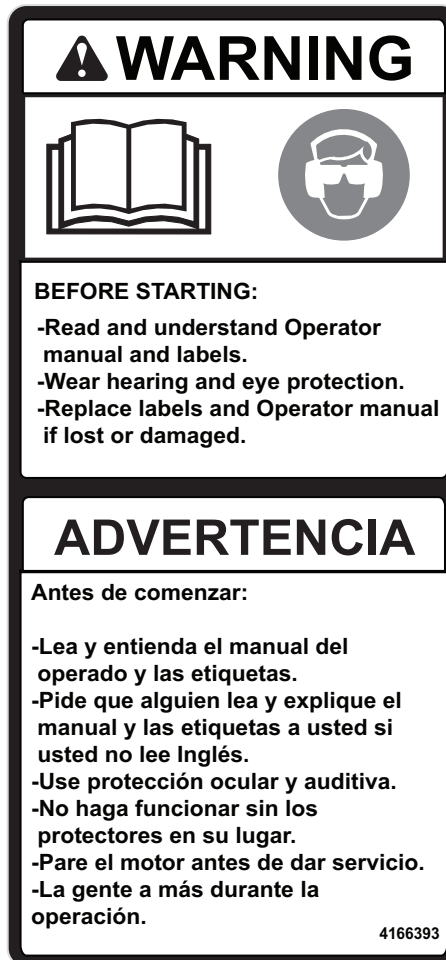 WARNING
BEFORE STARTING:
-Read and understand Operator
manual and labels.
-Wear hearing and eye protection.
-Replace labels and Operator manual
if lost or damaged.
ADVERTENCIA
Antes de comenzar:
-Lea y entienda el manual del
operado y las etiquetas.
-Pide que alguien lea y explique el
manual y las etiquetas a usted si
usted no lee Inglés.
-Use protección ocular y auditiva.
-No haga funcionar sin los
protectores en su lugar.
-Pare el motor antes de dar servicio.
-La gente a más durante la
operación.
4166393